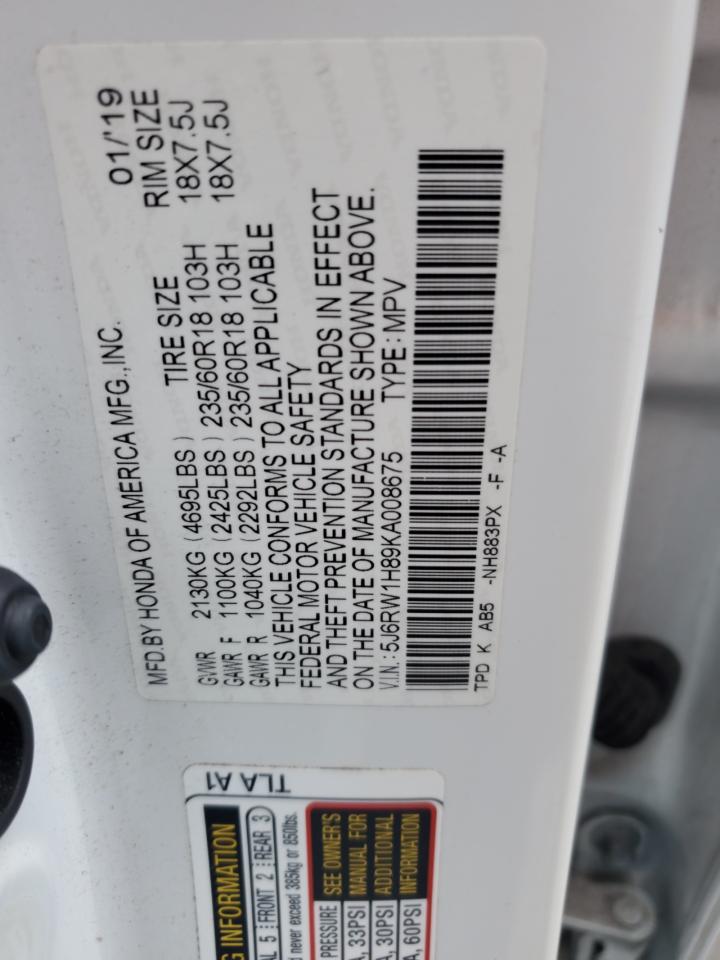 MFD. BY HONDA OF AMERICA MFG., INC. 01/'19
TIRE SIZE RIM SIZE
GVWR 2130KG (4695LBS)
GAWR F 1100KG (2425LBS) 235/60R18 103H 18X7.5J
GAWR R 1040KG (2292LBS) 235/60R18 103H 18X7.5J
THIS VEHICLE CONFORMS TO ALL APPLICABLE
FEDERAL MOTOR VEHICLE SAFETY
AND THEFT PREVENTION STANDARDS IN EFFECT
ON THE DATE OF MANUFACTURE SHOWN ABOVE.
V.I.N.: 5J6RW1H89KA008675 TYPE: MPV
TPD K AB5 -NH883PX -F -A
TLA A1
INFORMATION
5 FRONT 2 REAR 3
never exceed 385kg or 850lbs.
PRESSURE
33PSI
30PSI
60PSI
SEE OWNER'S
MANUAL FOR
ADDITIONAL
INFORMATION